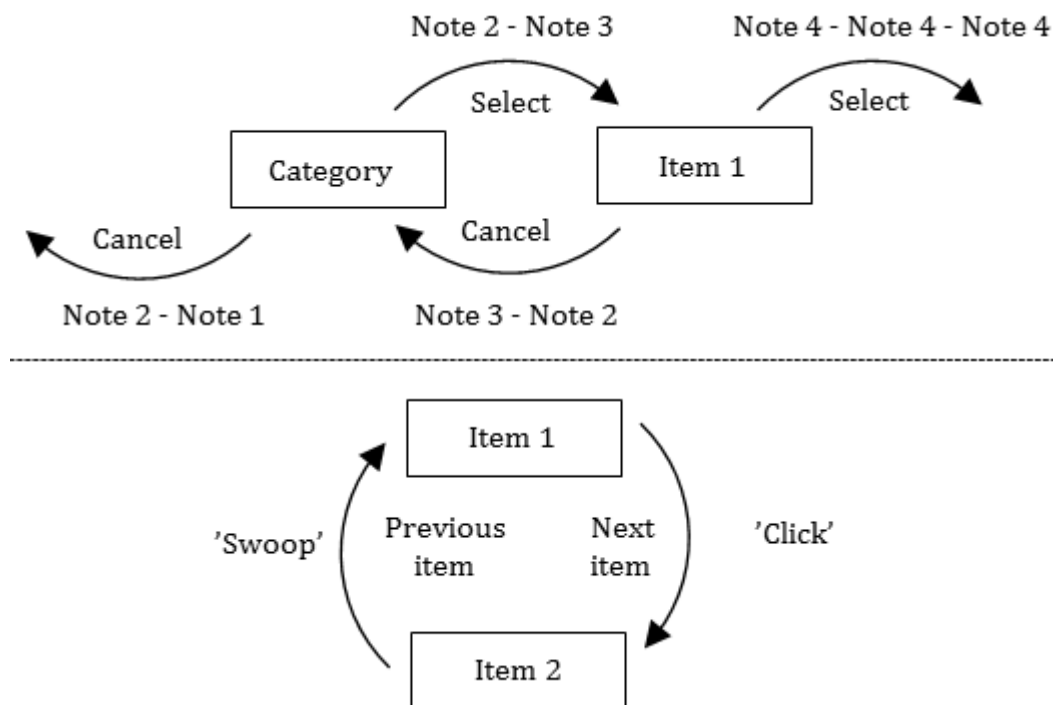 Note 2 - Note 3
Note 4 - Note 4 - Note 4
Select
Select
Category
Item 1
Cancel
Cancel
Note 2 - Note 1
Note 3 - Note 2
Item 1
’Swoop’
Previous
item
Next
item
’Click’
Item 2